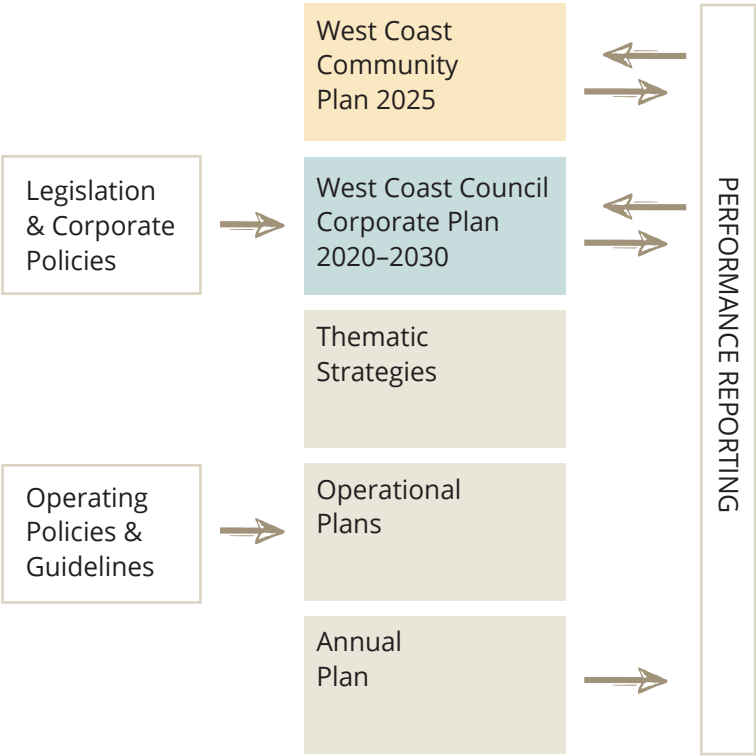 West Coast
Community
Plan 2025
Legislation
& Corporate
Policies
West Coast Council
Corporate Plan
2020–2030
Thematic
Strategies
Operating
Policies &
Guidelines
Operational
Plans
Annual
Plan
PERFORMANCE REPORTING